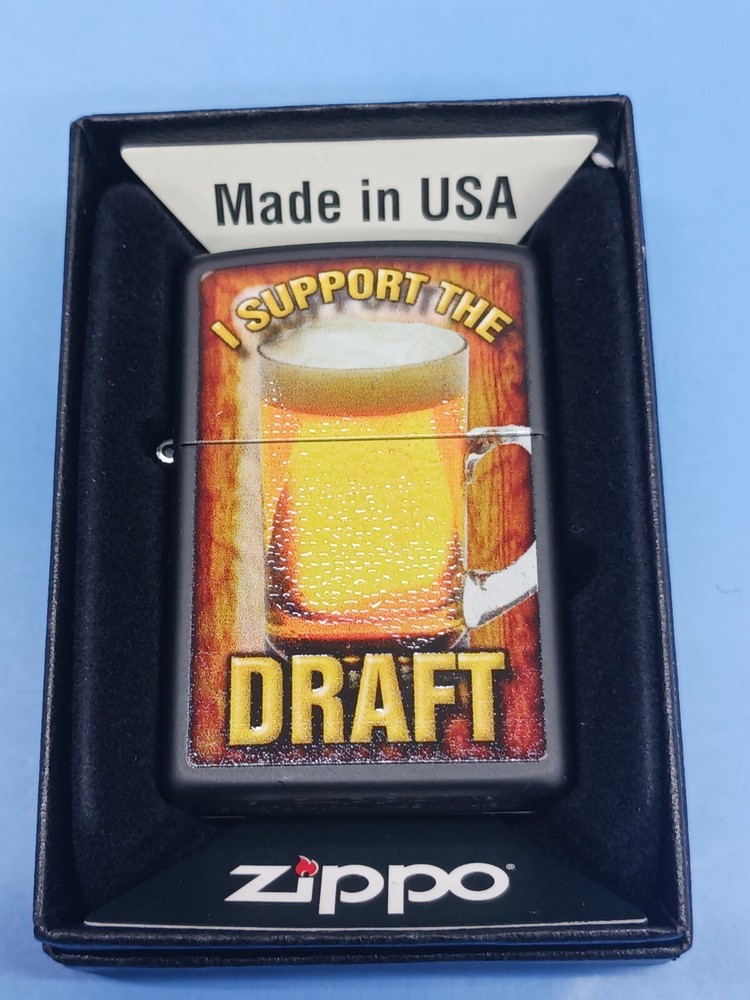 Made in USA
I SUPPORT THE
DRAFT
zippo®